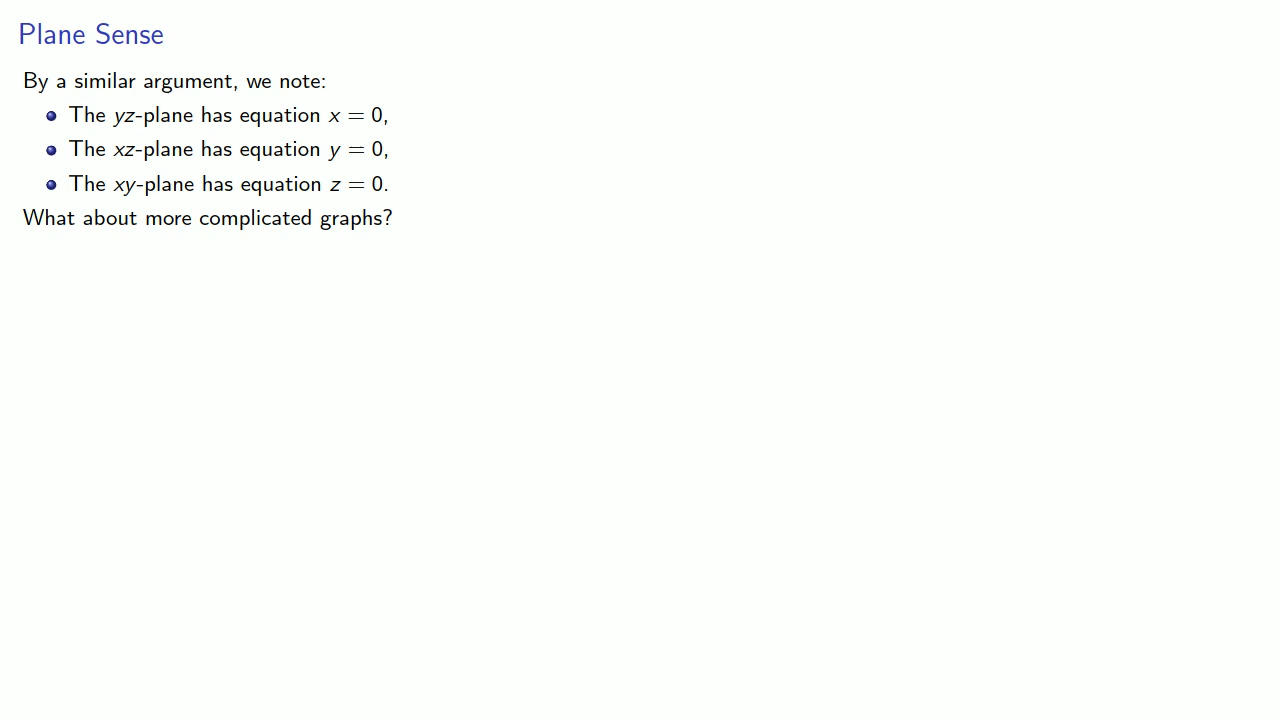 Plane Sense
By a similar argument, we note:
The yz-plane has equation x = 0,
The xz-plane has equation y = 0,
The xy-plane has equation z = 0.
What about more complicated graphs?